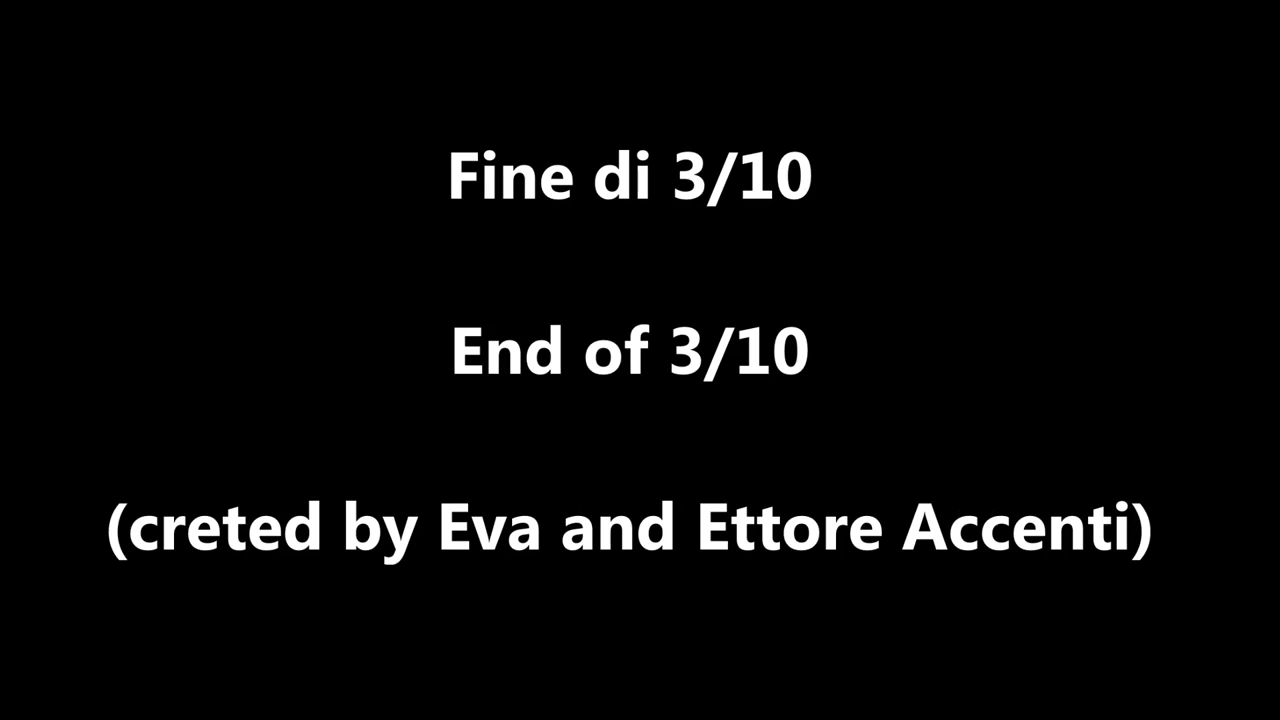 Fine di 3/10
End of 3/10
(creted by Eva and Ettore Accenti)